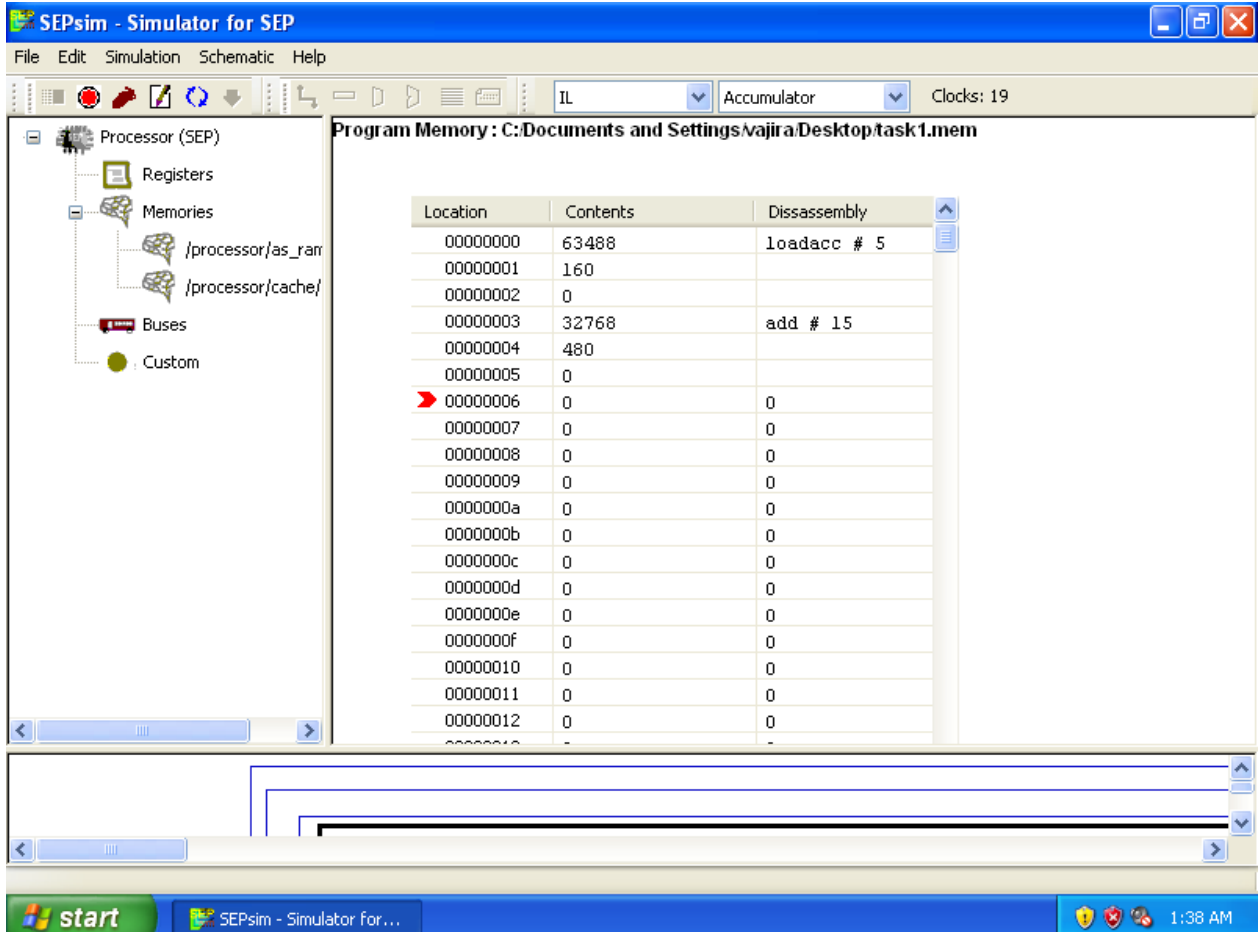 SEPsim - Simulator for SEP
File Edit Simulation Schematic Help
IL Accumulator Clocks: 19
Processor (SEP)
Registers
Memories
/processor/as_ram
/processor/cache/
Buses
Custom
Program Memory : C:/Documents and Settings/vajira/Desktop/task1.mem
Location Contents Dissassembly
00000000 63488 loadacc # 5
00000001 160
00000002 0
00000003 32768 add # 15
00000004 480
00000005 0
00000006 0 0
00000007 0 0
00000008 0 0
00000009 0 0
0000000a 0 0
0000000b 0 0
0000000c 0 0
0000000d 0 0
0000000e 0 0
0000000f 0 0
00000010 0 0
00000011 0 0
00000012 0 0
start SEPsim - Simulator for... 1:38 AM